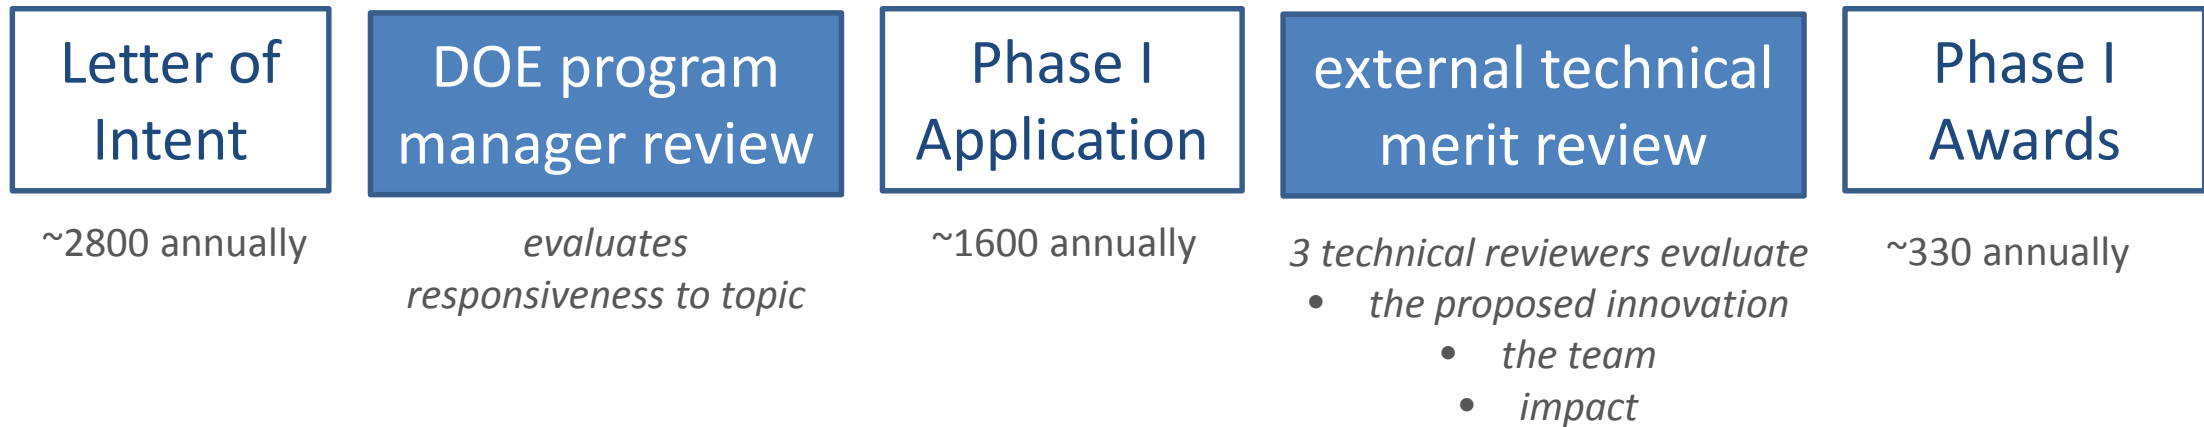 Letter of
Intent
~2800 annually
DOE program
manager review
evaluates
responsiveness to topic
Phase I
Application
~1600 annually
external technical
merit review
3 technical reviewers evaluate
• the proposed innovation
• the team
• impact
Phase I
Awards
~330 annually